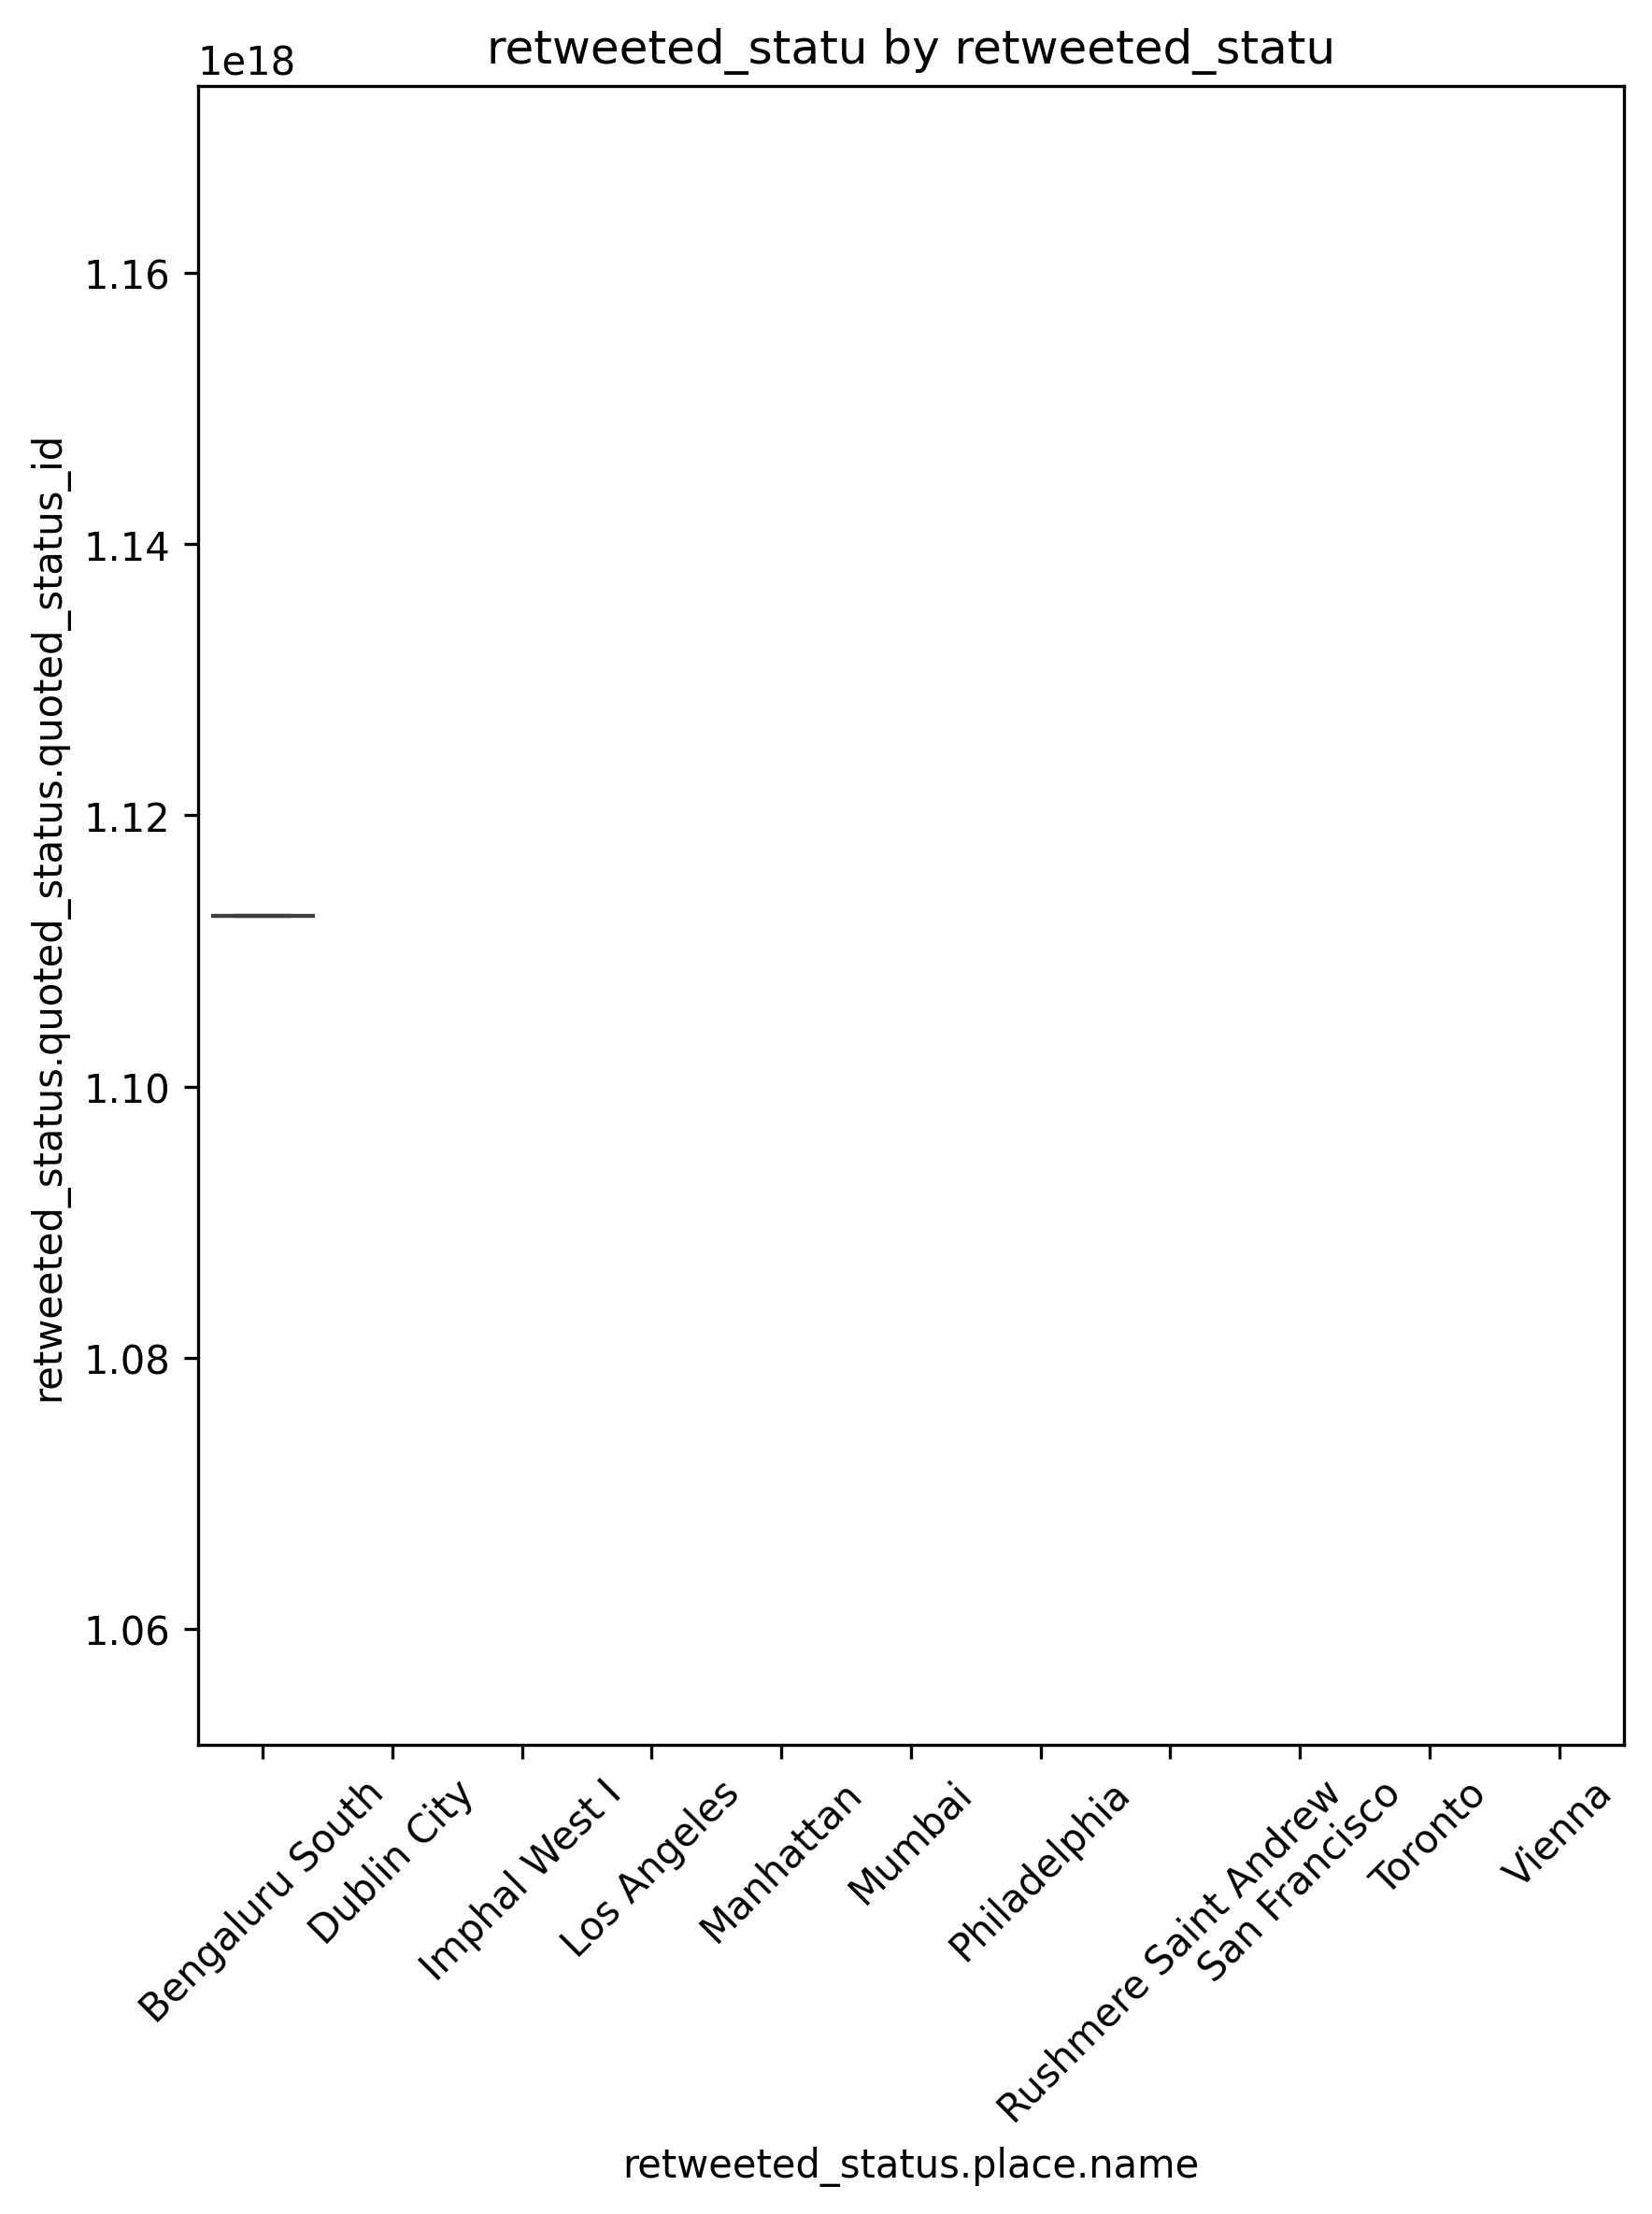 retweeted_statu by retweeted_statu
1e18
1.16
1.14
1.12
1.10
1.08
1.06
retweeted_status.quoted_status.quoted_status_id
Bengaluru South
Dublin City
Imphal West I
Los Angeles
Manhattan
Mumbai
Philadelphia
Rushmere Saint Andrew
San Francisco
Toronto
Vienna
retweeted_status.place.name